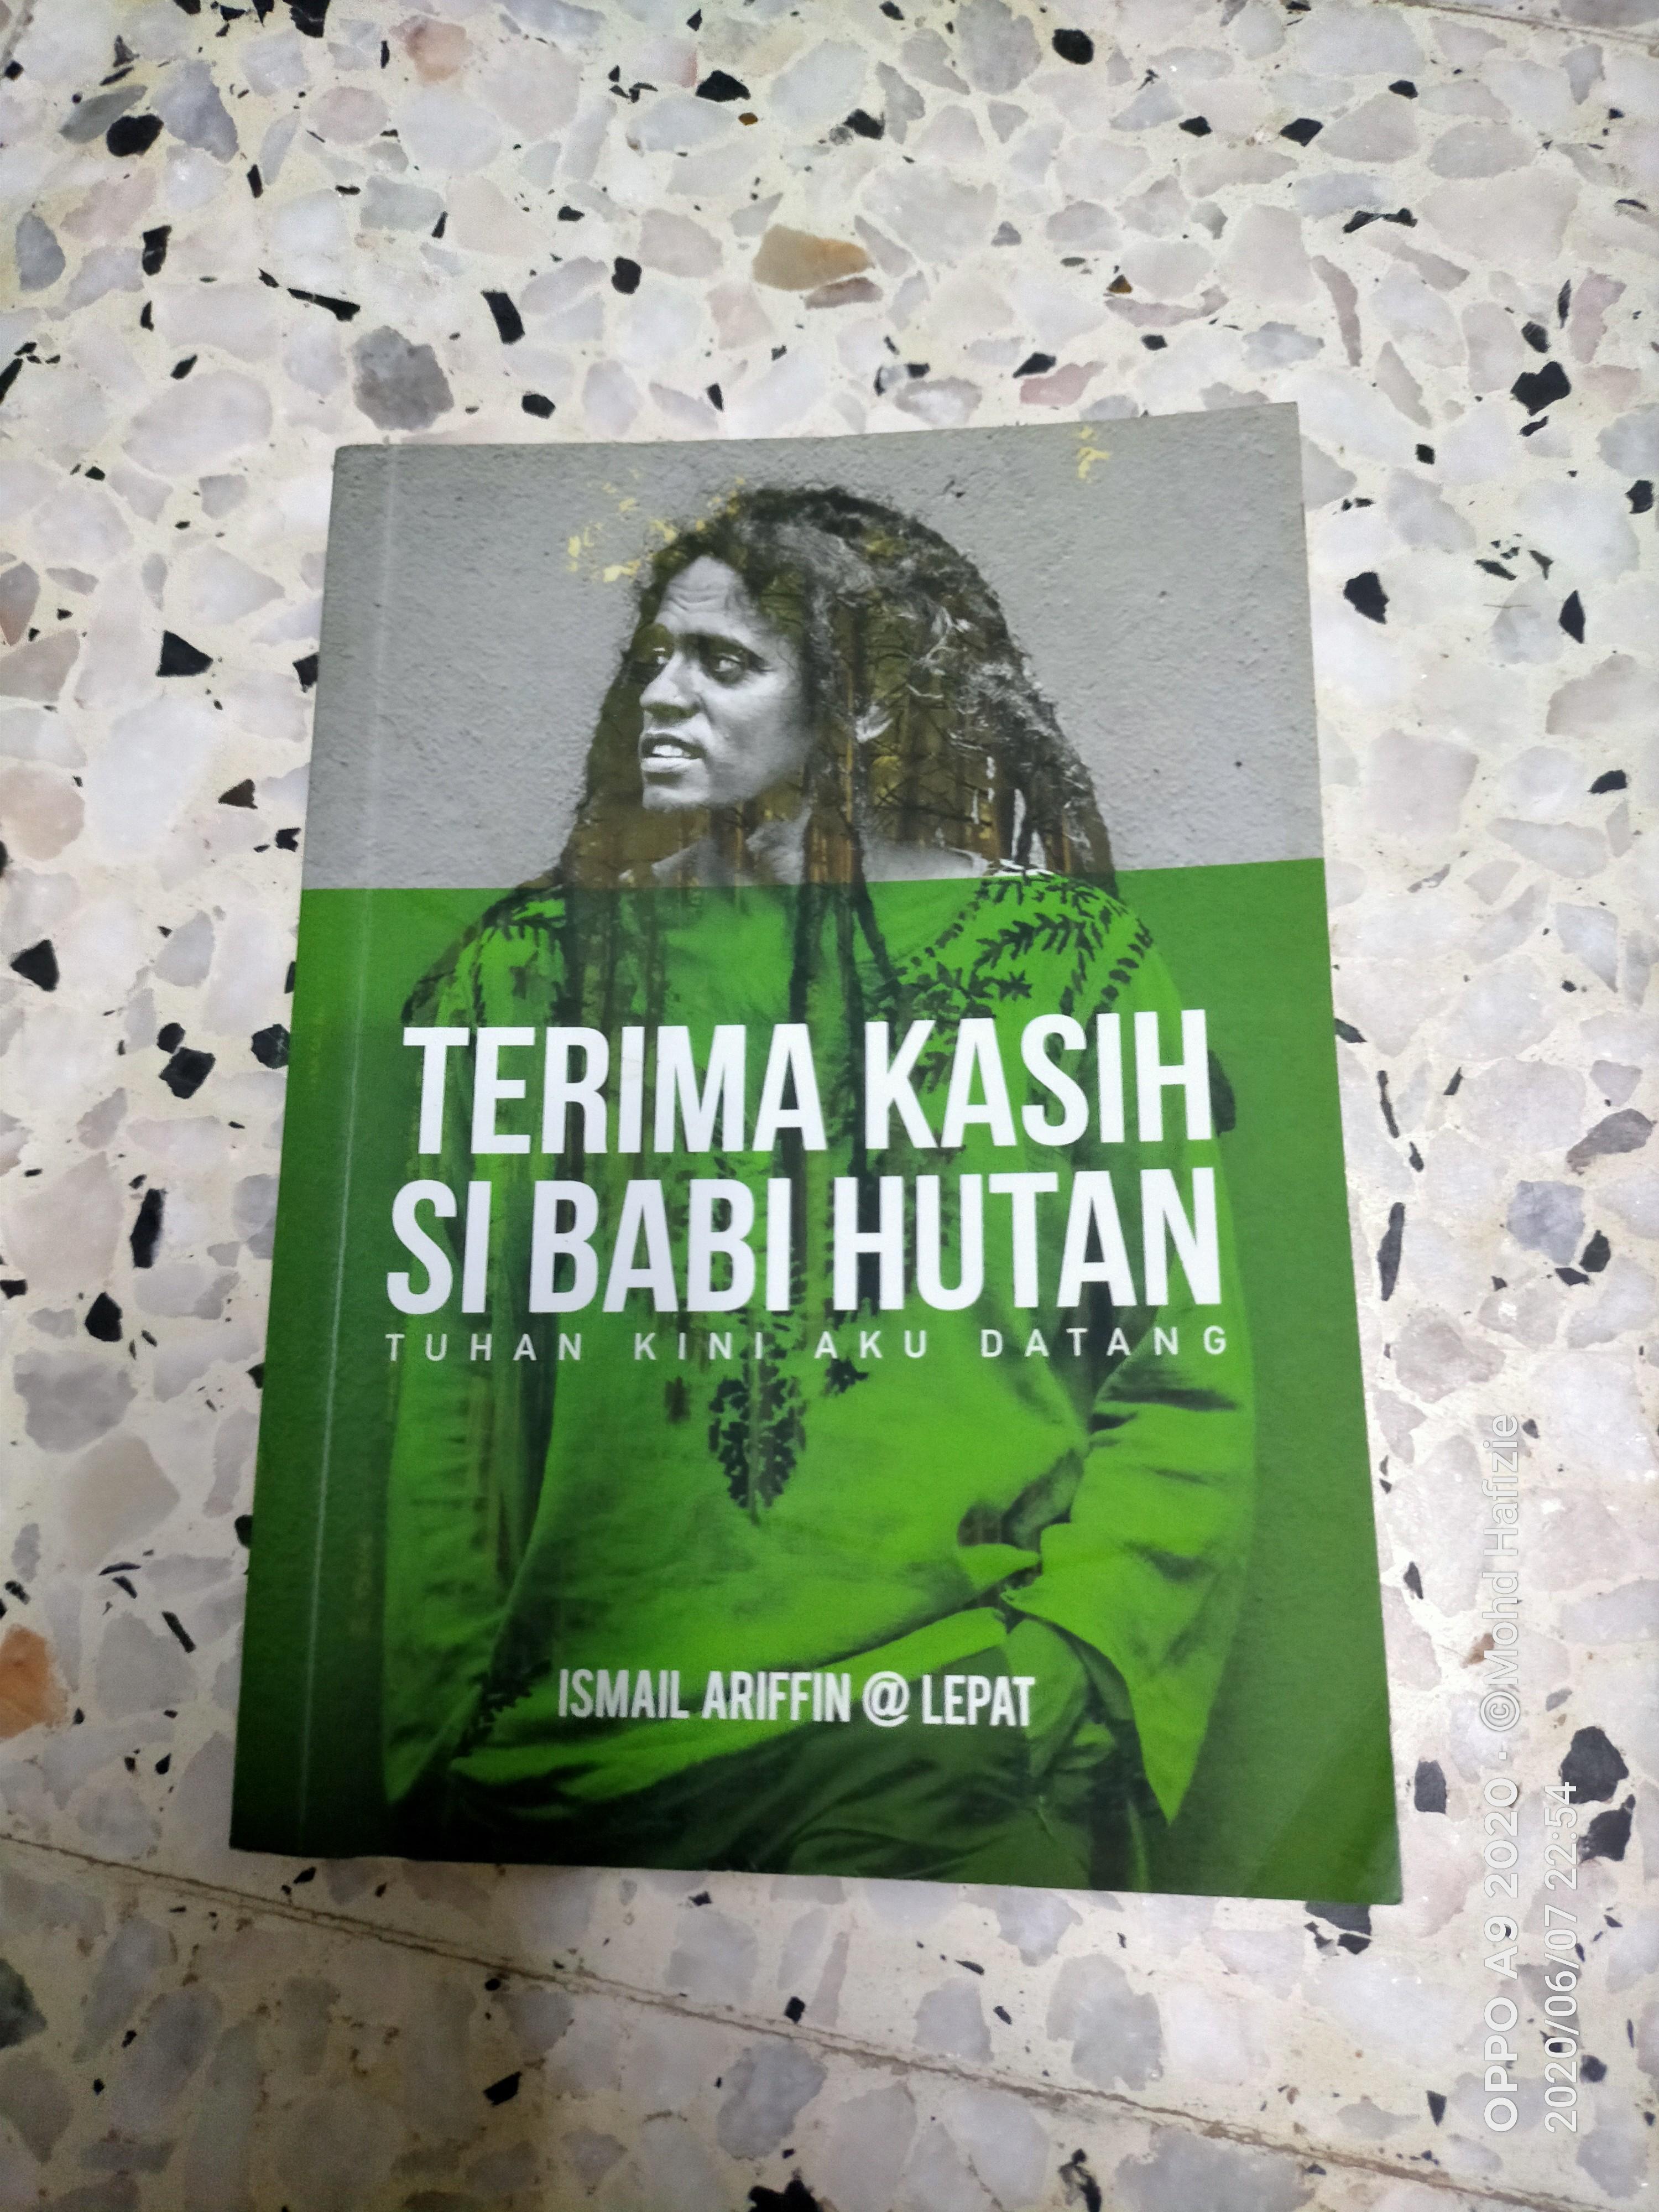 TERIMA KASIH
SI BABI HUTAN
TUHAN KINI AKU DATANG
ISMAIL ARIFFIN @ LEPAT
OPPO A9 2020 · ©Mohd Hafizie
2020/06/07 22:54